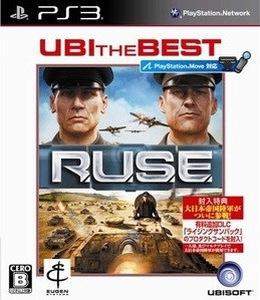 PS3
PlayStation Network
UBI THE BEST
PlayStation Move 対応
R.U.S.E.
封入特典
大日本帝国陸軍が
ついに参戦!
有料追加DLC
「ライジングサンパック」
のプロダクトコードを封入!
CERO
B
EUGEN
SYSTEMS
UBISOFT